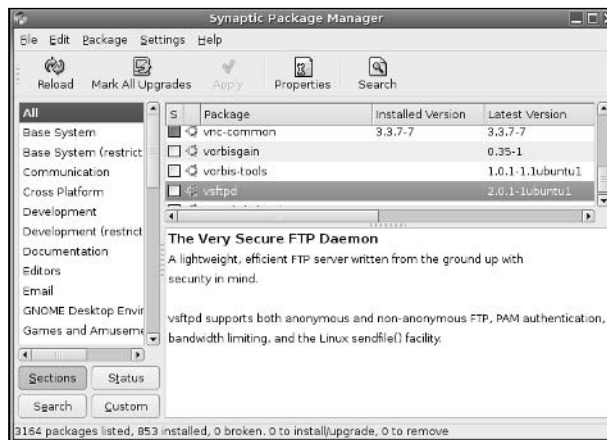 Synaptic Package Manager
File Edit Package Settings Help
Reload Mark All Upgrades Apply Properties Search
All
Base System
Base System (restrict
Communication
Cross Platform
Development
Development (restrict
Documentation
Editors
Email
GNOME Desktop Envir
Games and Amuseme
Sections Status
Search Custom
S Package Installed Version Latest Version
vnc-common 3.3.7-7 3.3.7-7
vorbisgain 0.35-1
vorbis-tools 1.0.1-1.1ubuntu1
vsftpd 2.0.1-1ubuntu1
The Very Secure FTP Daemon
A lightweight, efficient FTP server written from the ground up with
security in mind.
vsftpd supports both anonymous and non-anonymous FTP, PAM authentication,
bandwidth limiting, and the Linux sendfile() facility.
3164 packages listed, 853 installed, 0 broken. 0 to install/upgrade, 0 to remove